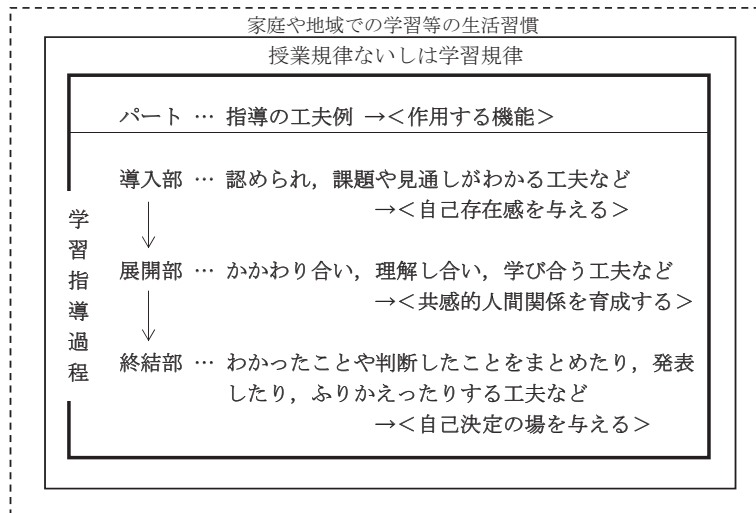 家庭や地域での学習等の生活習慣
授業規律ないしは学習規律
パート … 指導の工夫例 →＜作用する機能＞
学習指導過程
導入部 … 認められ，課題や見通しがわかる工夫など
→＜自己存在感を与える＞
展開部 … かかわり合い，理解し合い，学び合う工夫など
→＜共感的人間関係を育成する＞
終結部 … わかったことや判断したことをまとめたり，発表
したり，ふりかえったりする工夫など
→＜自己決定の場を与える＞